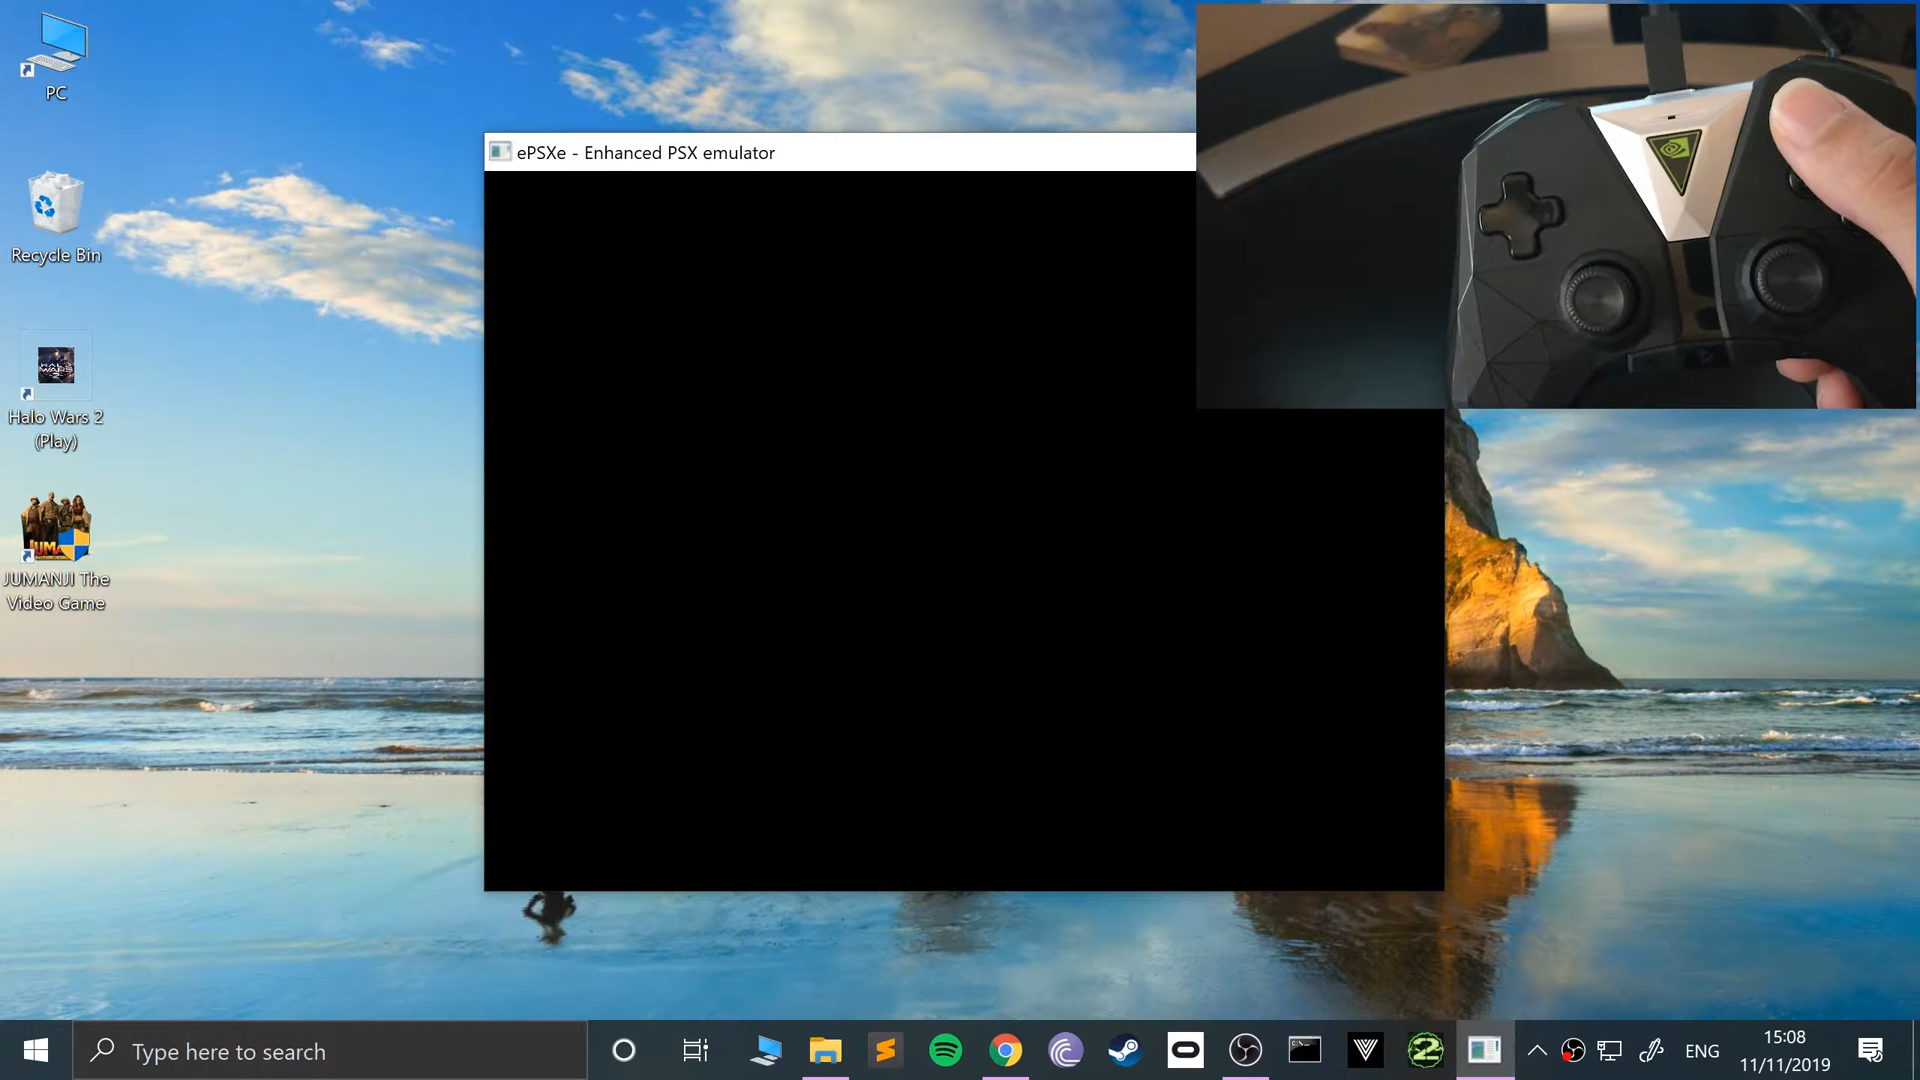 PC
Recycle Bin
Halo Wars 2
(Play)
JUMANJI The
Video Game
ePSXe - Enhanced PSX emulator
Type here to search
ENG
15:08
11/11/2019